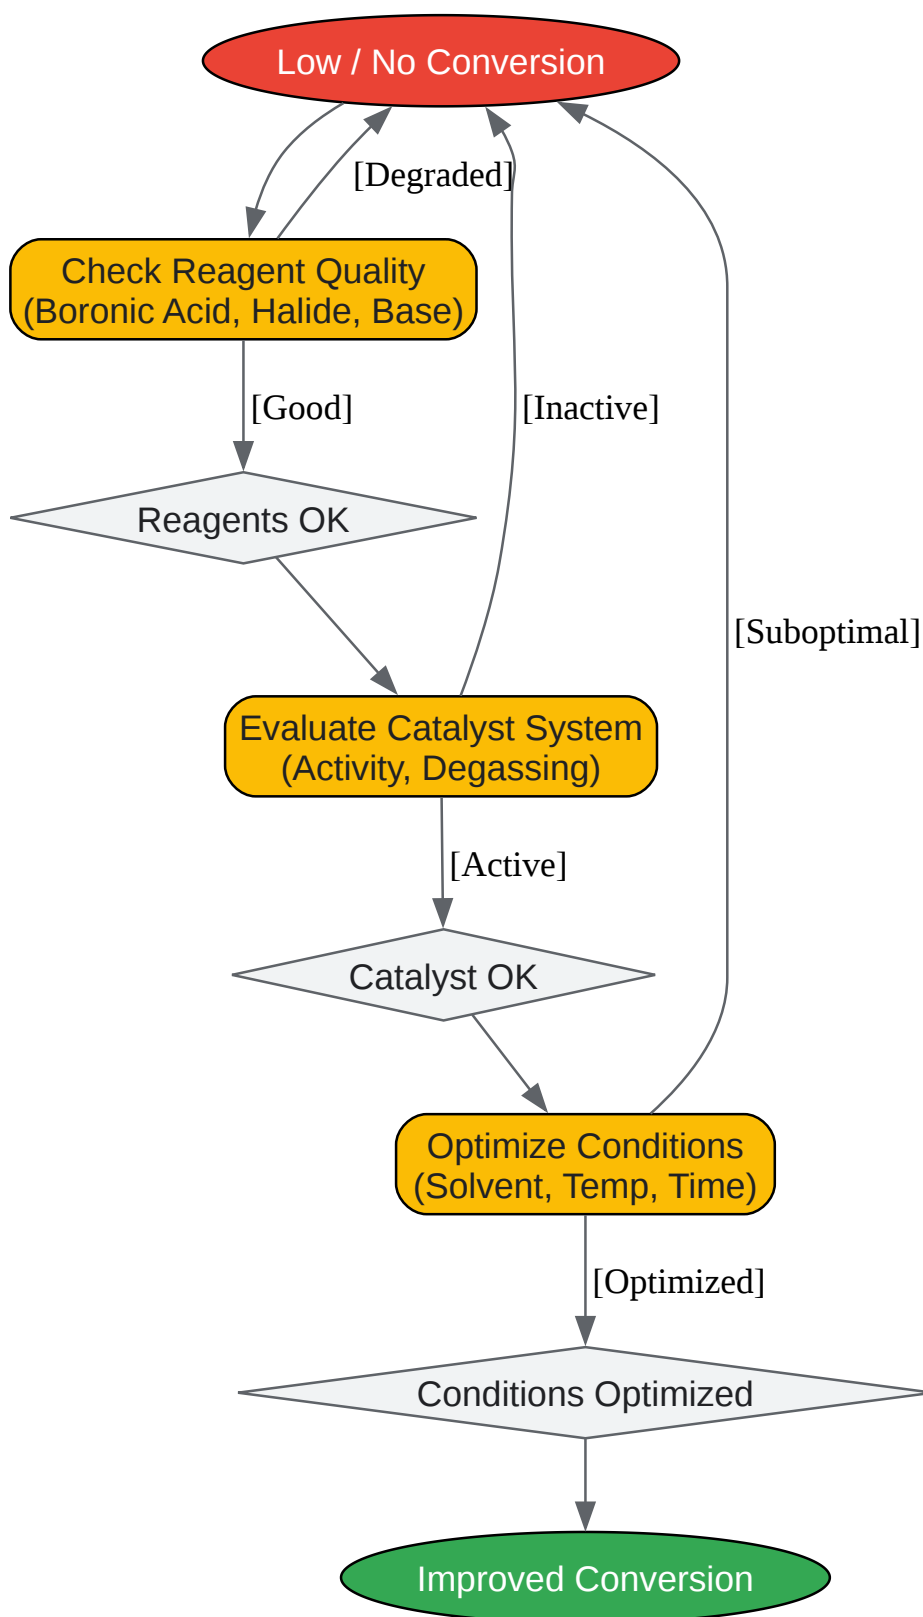 Low / No Conversion
[Degraded]
Check Reagent Quality
(Boronic Acid, Halide, Base)
[Good]
[Inactive]
Reagents OK
[Suboptimal]
Evaluate Catalyst System
(Activity, Degassing)
[Active]
Catalyst OK
Optimize Conditions
(Solvent, Temp, Time)
[Optimized]
Conditions Optimized
Improved Conversion